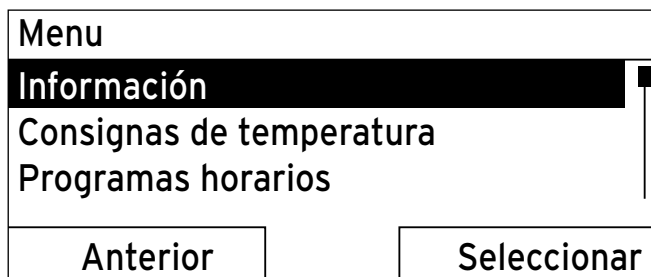 Menu
Información
Consignas de temperatura
Programas horarios
Anterior Seleccionar